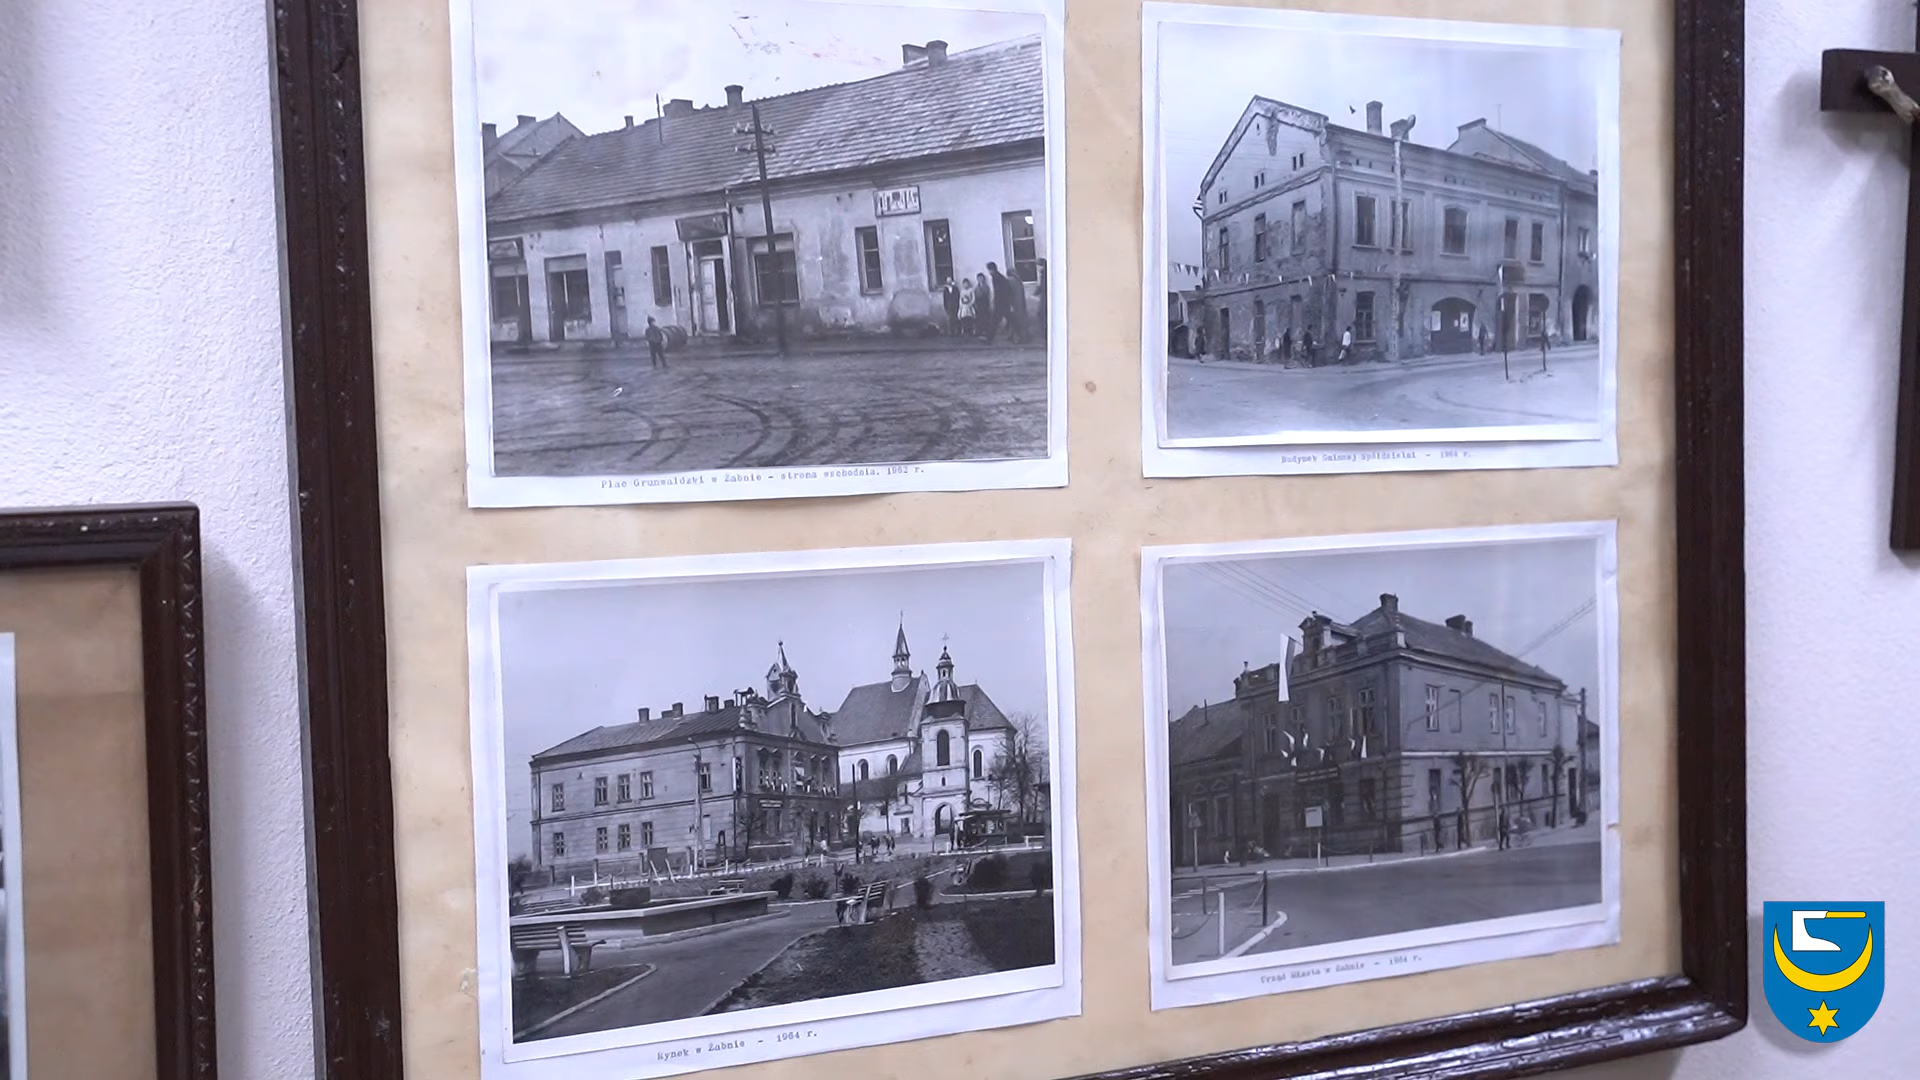 Plac Grunwaldzki w Żabnie - strona wschodnia. 1962 r.
Budynek Gminnej Spółdzielni - 1964 r.
Rynek w Żabnie - 1964 r.
Urząd Miasta w Żabnie - 1964 r.